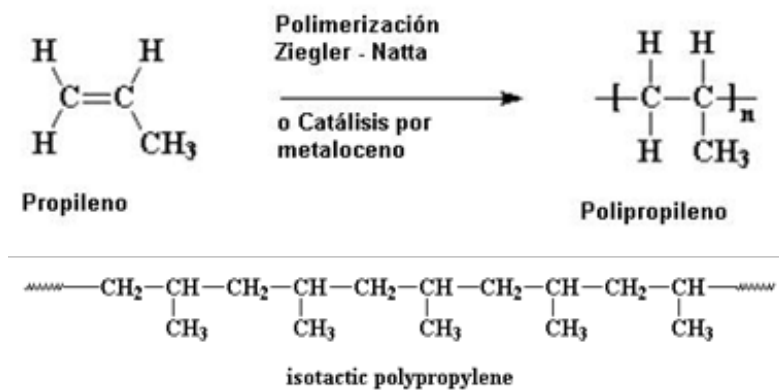 Polimerización
Ziegler - Natta
H H
C=C
H CH₃
o Catálisis por
metaloceno
Propileno
H H
-[-C-C-]-n
H CH₃
Polipropileno
CH₂-CH-CH₂-CH-CH₂-CH-CH₂-CH-CH₂-CH
CH₃ CH₃ CH₃ CH₃ CH₃
isotactic polypropylene